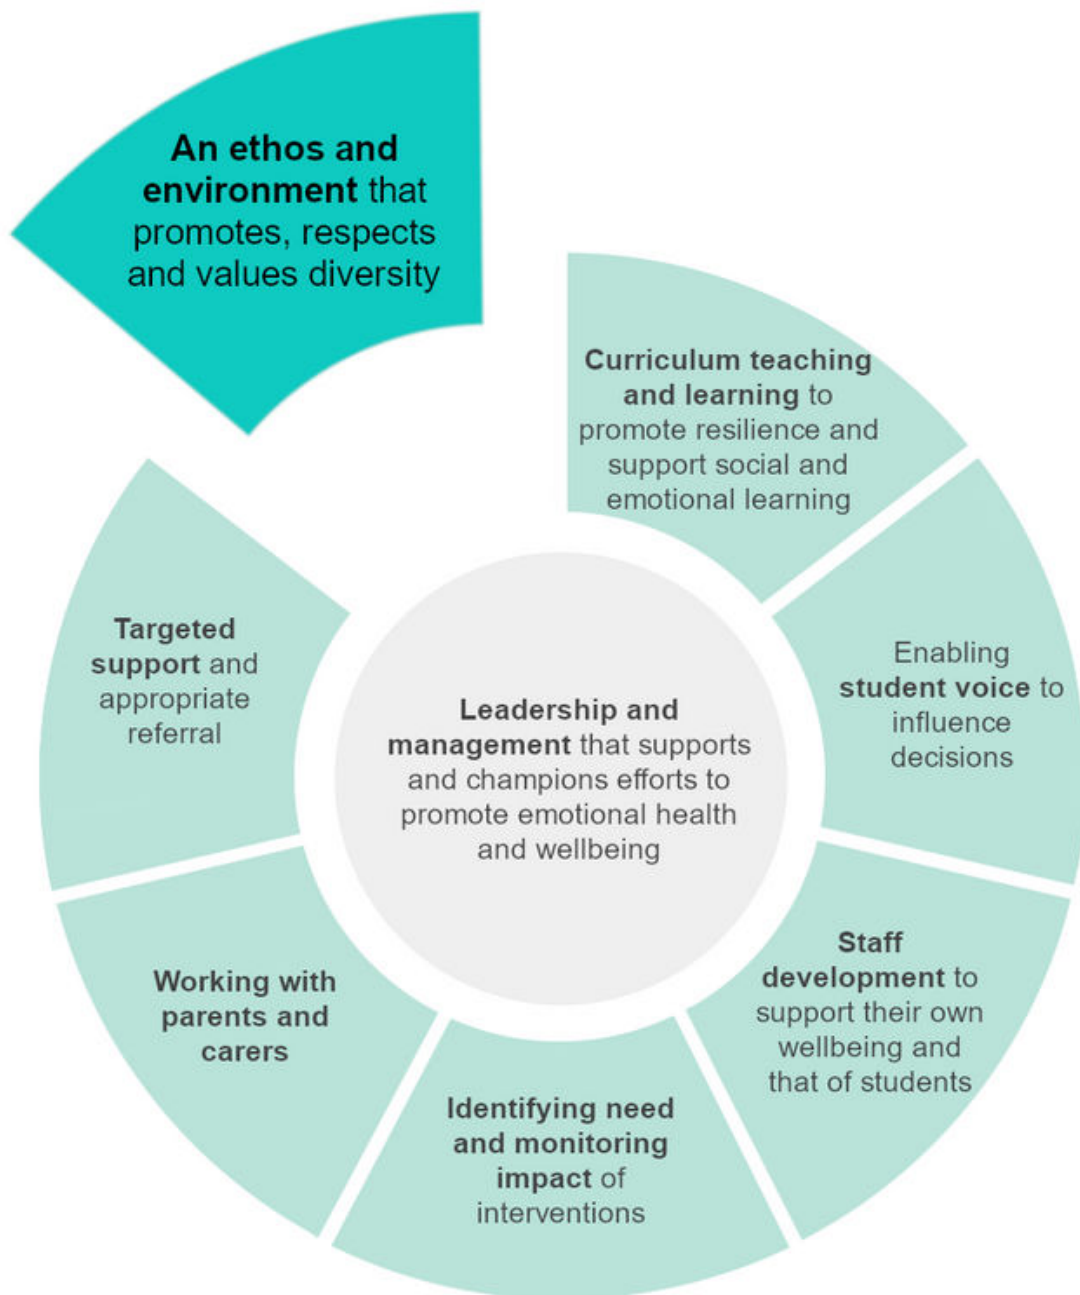 An ethos and
environment that
promotes, respects
and values diversity
Curriculum teaching
and learning to
promote resilience and
support social and
emotional learning
Enabling
student voice to
influence
decisions
Staff
development to
support their own
wellbeing and
that of students
Identifying need
and monitoring
impact of
interventions
Working with
parents and
carers
Targeted
support and
appropriate
referral
Leadership and
management that supports
and champions efforts to
promote emotional health
and wellbeing